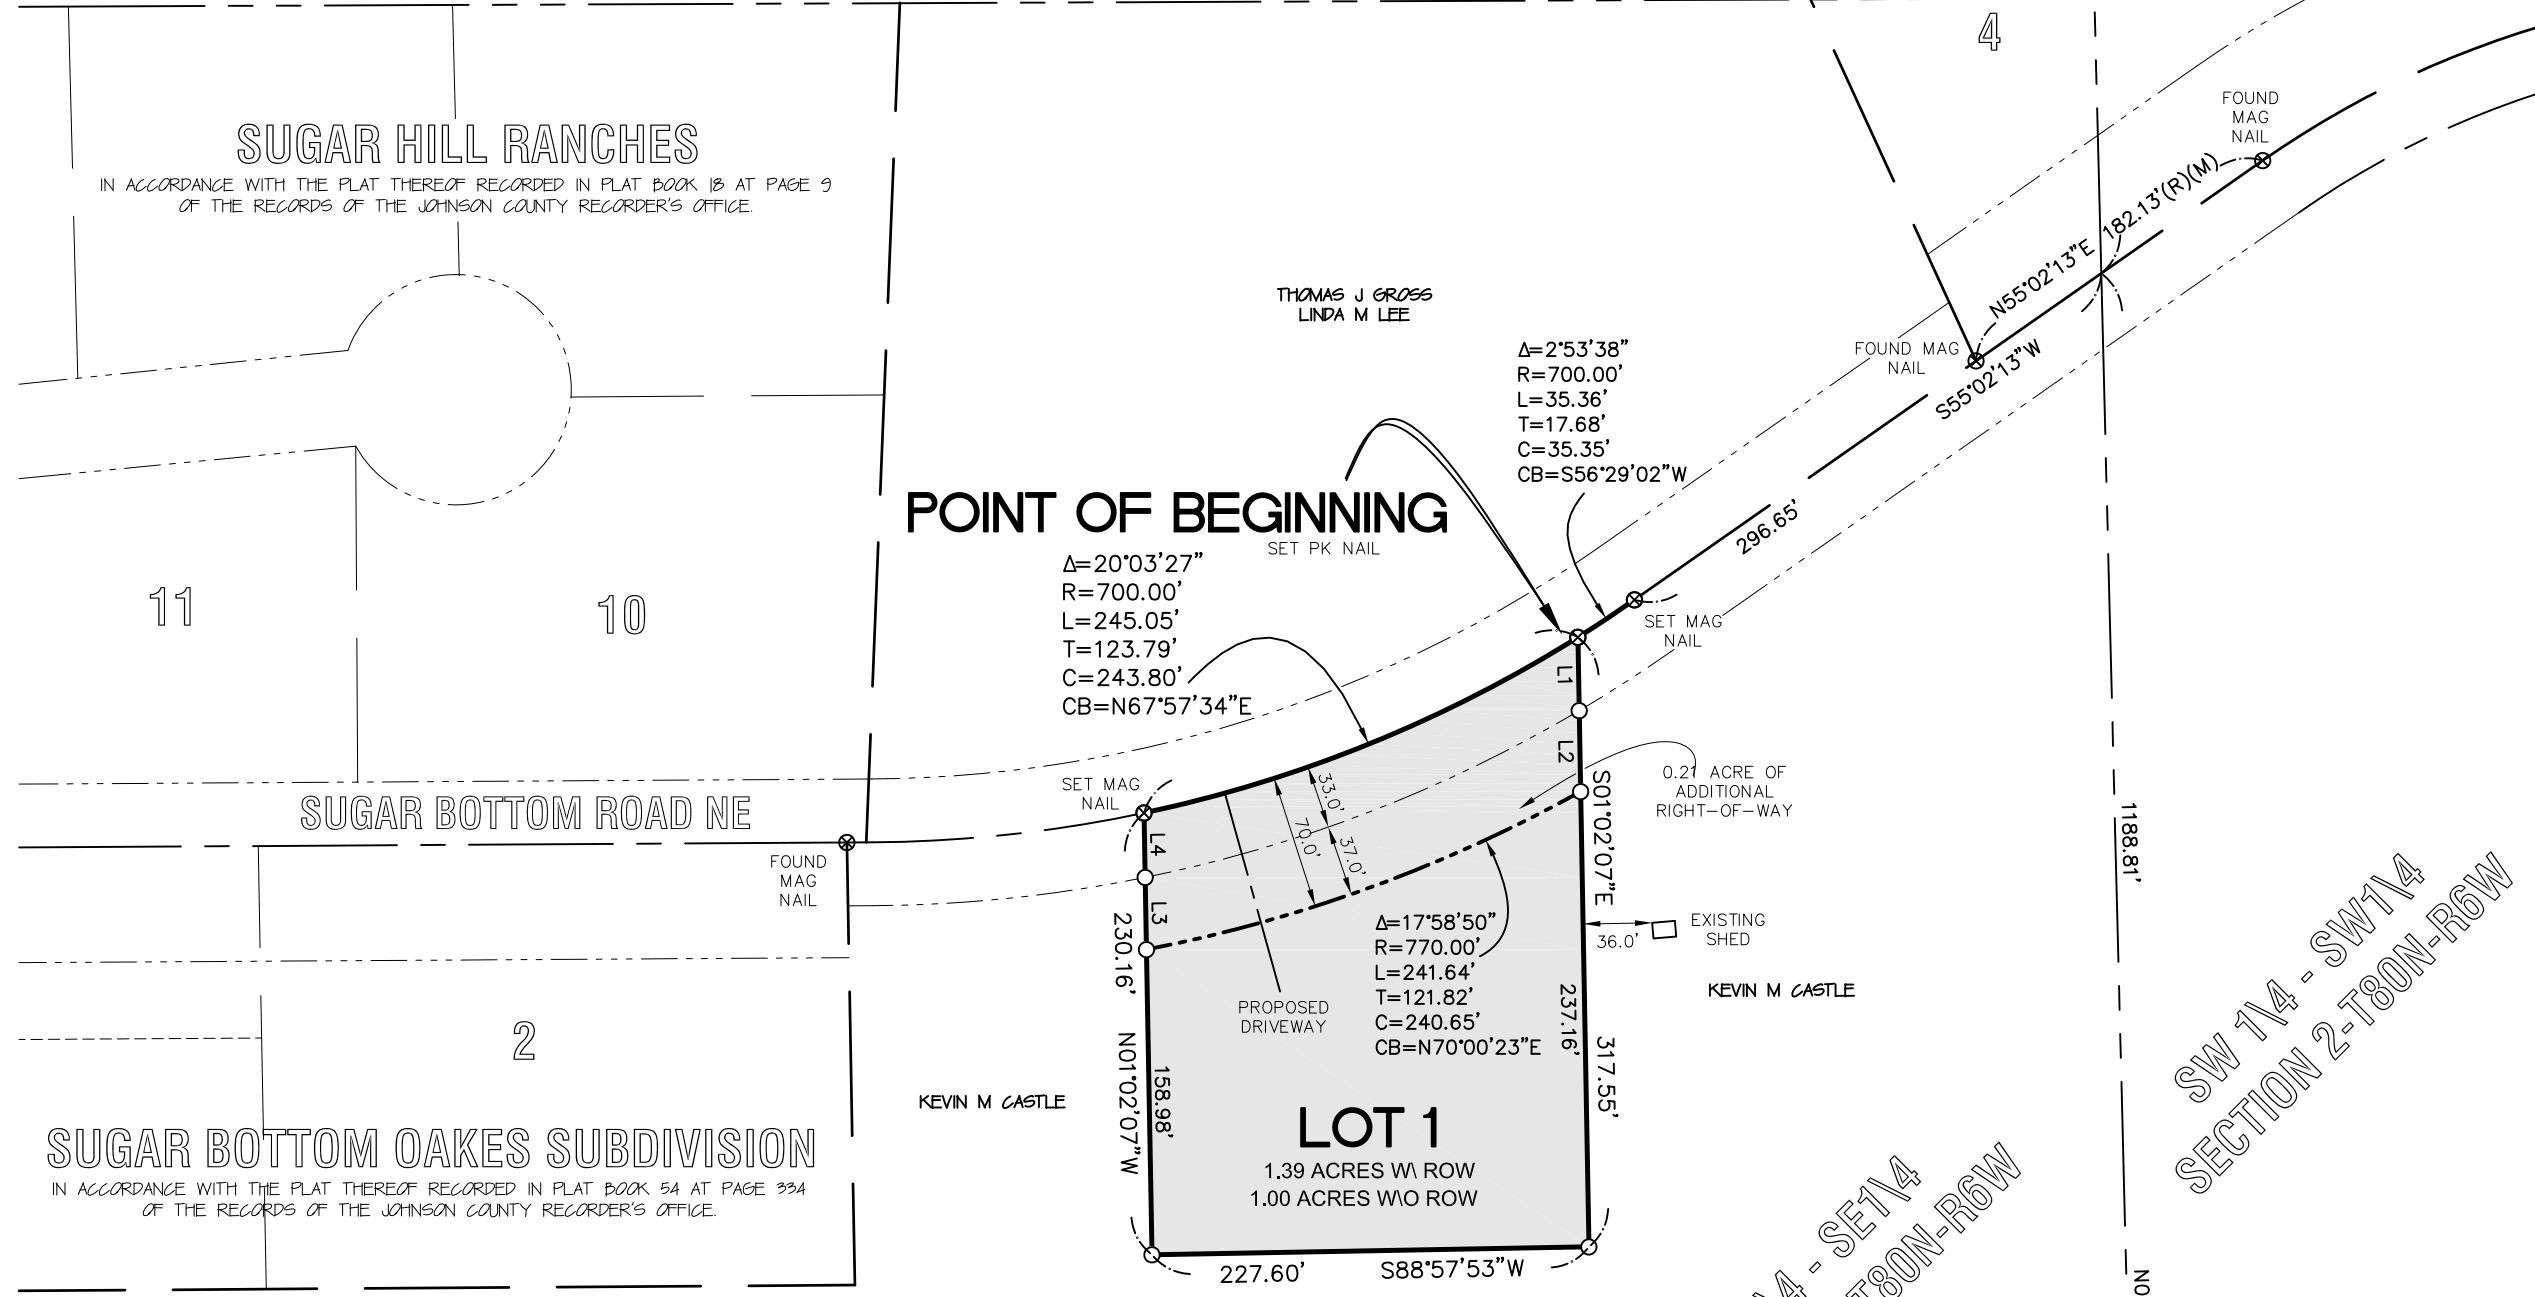 4
FOUND
MAG
NAIL
SUGAR HILL RANCHES
IN ACCORDANCE WITH THE PLAT THEREOF RECORDED IN PLAT BOOK 18 AT PAGE 9
OF THE RECORDS OF THE JOHNSON COUNTY RECORDER'S OFFICE.
N55°02'13"E 182.13'(R)(M)
THOMAS J GROSS
LINDA M LEE
FOUND MAG
NAIL
S55°02'13"W
Δ=2°53'38"
R=700.00'
L=35.36'
T=17.68'
C=35.35'
CB=S56°29'02"W
POINT OF BEGINNING
SET PK NAIL
296.65'
Δ=20°03'27"
R=700.00'
L=245.05'
T=123.79'
C=243.80'
CB=N67°57'34"E
11
10
SET MAG
NAIL
L1
L2
SET MAG
NAIL
SUGAR BOTTOM ROAD NE
33.0'
70.0'
37.0'
0.21 ACRE OF
ADDITIONAL
RIGHT-OF-WAY
S01°02'07"E
317.55'
237.16'
1188.81'
L4
L3
FOUND
MAG
NAIL
230.16'
N01°02'07"W
158.98'
Δ=17°58'50"
R=770.00'
L=241.64'
T=121.82'
C=240.65'
CB=N70°00'23"E
36.0'
EXISTING
SHED
KEVIN M CASTLE
PROPOSED
DRIVEWAY
2
KEVIN M CASTLE
LOT 1
1.39 ACRES W\ ROW
1.00 ACRES W\O ROW
SUGAR BOTTOM OAKES SUBDIVISION
IN ACCORDANCE WITH THE PLAT THEREOF RECORDED IN PLAT BOOK 54 AT PAGE 334
OF THE RECORDS OF THE JOHNSON COUNTY RECORDER'S OFFICE.
227.60'
S88°57'53"W
SW 1\4 - SW1\4
SECTION 2-T80N-R6W
\4 - SE1\4
T80N-R6W
N0